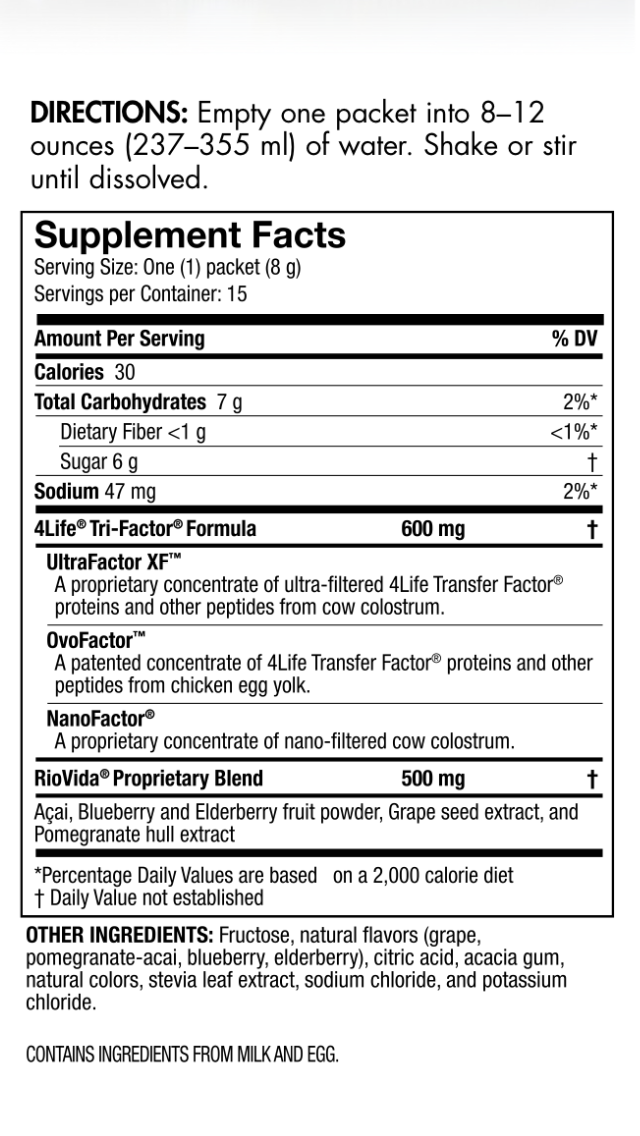 DIRECTIONS: Empty one packet into 8–12
ounces (237–355 ml) of water. Shake or stir
until dissolved.
Supplement Facts
Serving Size: One (1) packet (8 g)
Servings per Container: 15
Amount Per Serving % DV
Calories 30
Total Carbohydrates 7 g 2%*
Dietary Fiber <1 g <1%*
Sugar 6 g †
Sodium 47 mg 2%*
4Life® Tri-Factor® Formula 600 mg †
UltraFactor XF™
A proprietary concentrate of ultra-filtered 4Life Transfer Factor®
proteins and other peptides from cow colostrum.
OvoFactor™
A patented concentrate of 4Life Transfer Factor® proteins and other
peptides from chicken egg yolk.
NanoFactor®
A proprietary concentrate of nano-filtered cow colostrum.
RioVida® Proprietary Blend 500 mg †
Açai, Blueberry and Elderberry fruit powder, Grape seed extract, and
Pomegranate hull extract
*Percentage Daily Values are based on a 2,000 calorie diet
† Daily Value not established
OTHER INGREDIENTS: Fructose, natural flavors (grape,
pomegranate-acai, blueberry, elderberry), citric acid, acacia gum,
natural colors, stevia leaf extract, sodium chloride, and potassium
chloride.
CONTAINS INGREDIENTS FROM MILK AND EGG.